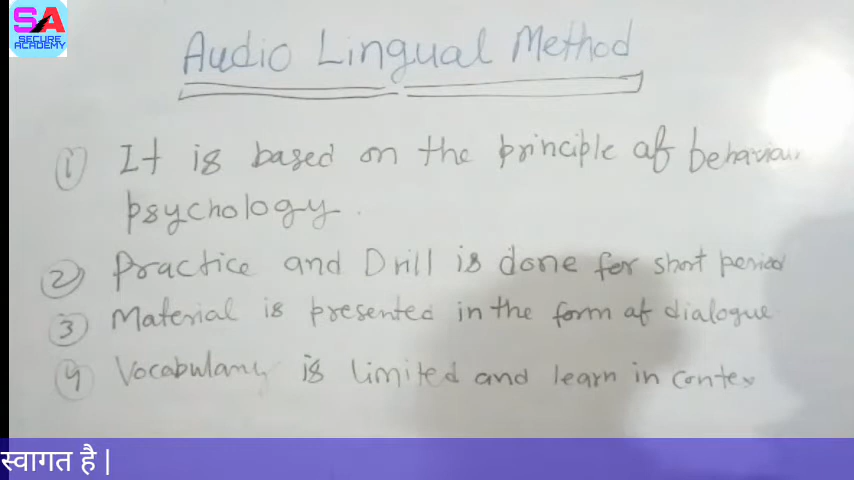 SA
SECURE
ACADEMY
Audio Lingual Method
1 It is based on the principle of behaviour
psychology.
2 Practice and Drill is done for short period
3 Material is presented in the form of dialogue
4 Vocabulary is limited and learn in contex
स्वागत है |